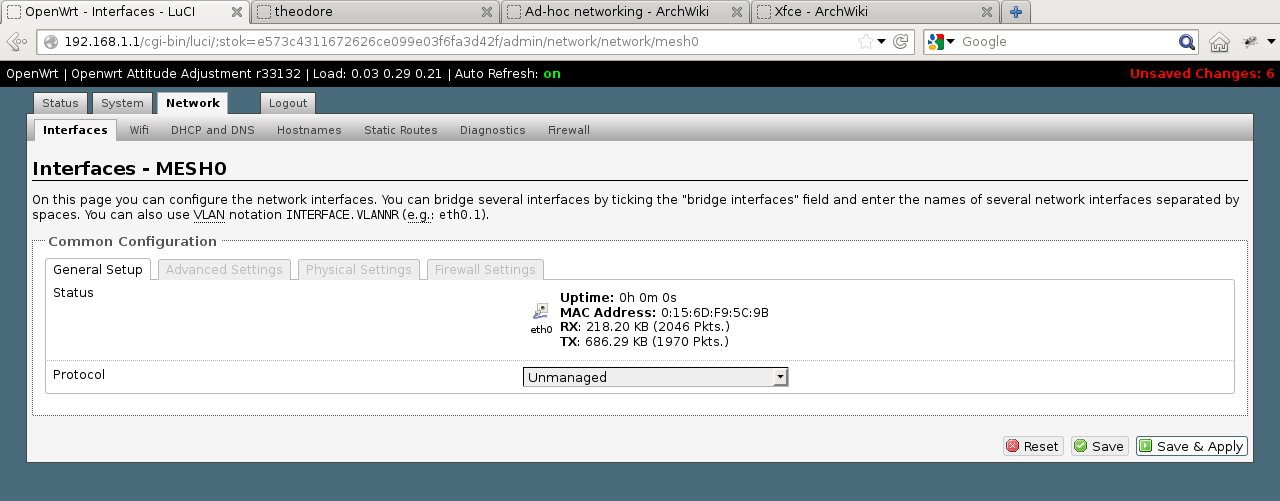 OpenWrt - Interfaces - LuCI
theodore
Ad-hoc networking - ArchWiki
Xfce - ArchWiki
192.168.1.1/cgi-bin/luci/;stok=e573c4311672626ce099e03f6fa3d42f/admin/network/network/mesh0
Google
OpenWrt | Openwrt Attitude Adjustment r33132 | Load: 0.03 0.29 0.21 | Auto Refresh: on
Unsaved Changes: 6
Status System Network Logout
Interfaces Wifi DHCP and DNS Hostnames Static Routes Diagnostics Firewall
Interfaces - MESH0
On this page you can configure the network interfaces. You can bridge several interfaces by ticking the "bridge interfaces" field and enter the names of several network interfaces separated by
spaces. You can also use VLAN notation INTERFACE.VLANNR (e.g.: eth0.1).
Common Configuration
General Setup Advanced Settings Physical Settings Firewall Settings
Status
eth0
Uptime: 0h 0m 0s
MAC Address: 0:15:6D:F9:5C:9B
RX: 218.20 KB (2046 Pkts.)
TX: 686.29 KB (1970 Pkts.)
Protocol
Unmanaged
Reset Save Save & Apply